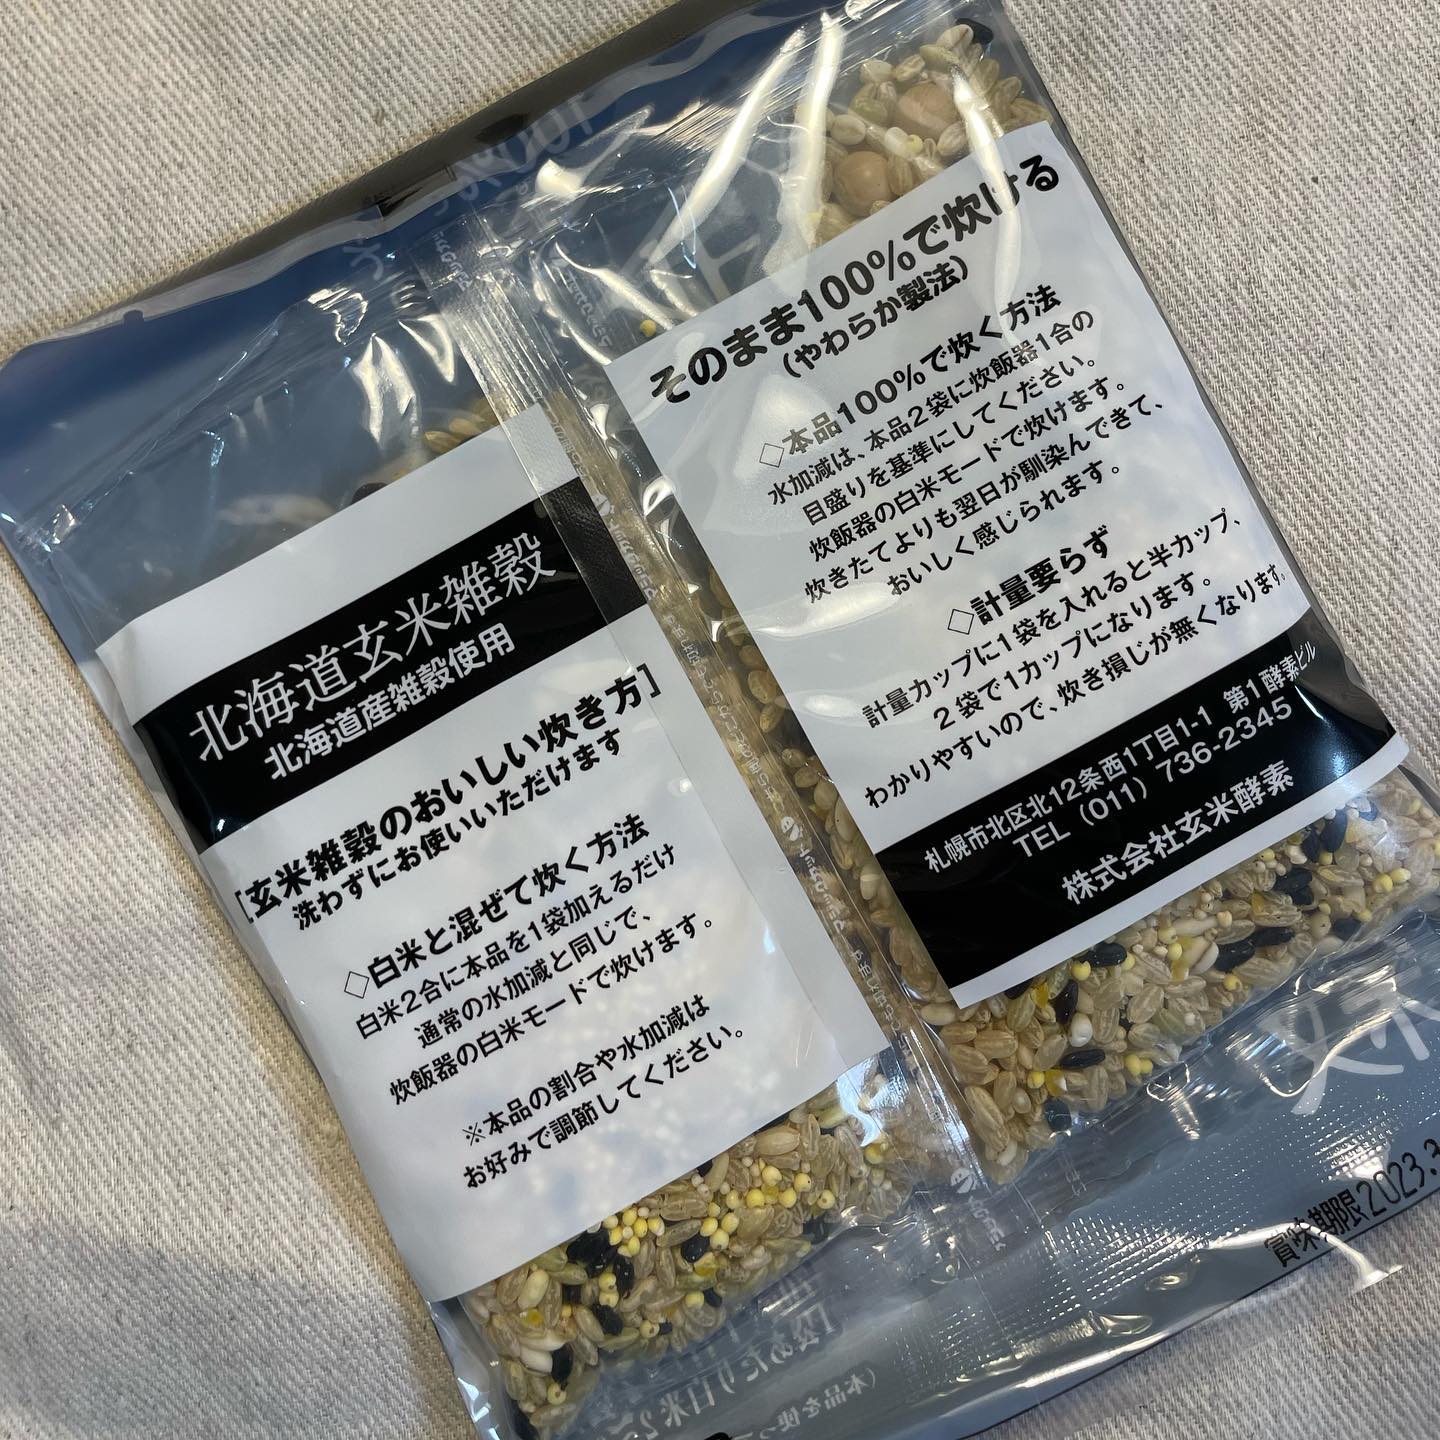 北海道玄米雑穀
北海道産雑穀使用
［玄米雑穀のおいしい炊き方］
洗わずにお使いいただけます
◇白米と混ぜて炊く方法
白米2合に本品を1袋加えるだけ
通常の水加減と同じで、
炊飯器の白米モードで炊けます。
※本品の割合や水加減は
お好みで調節してください。
そのまま100%で炊ける
(やわらか製法)
◇本品100%で炊く方法
水加減は、本品2袋に炊飯器1合の
目盛りを基準にしてください。
炊飯器の白米モードで炊けます。
炊きたてよりも翌日が馴染んできて、
おいしく感じられます。
◇計量要らず
計量カップに1袋を入れると半カップ、
2袋で1カップになります。
わかりやすいので、炊き損じが無くなります。
札幌市北区北12条西1丁目1-1 第1酵素ビル
TEL (011) 736-2345
株式会社玄米酵素
賞味期限2023.3